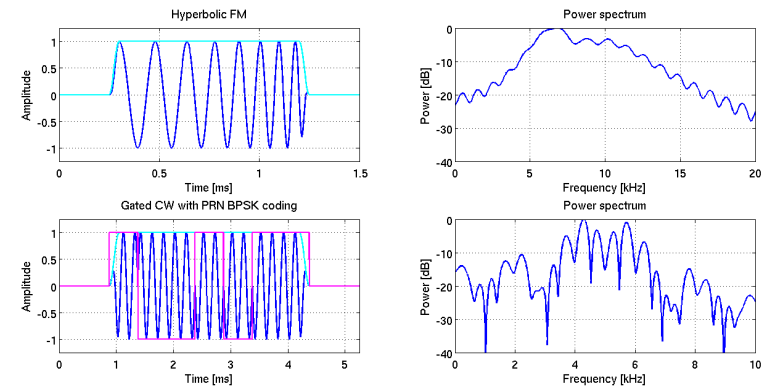 Hyperbolic FM
Amplitude
1
0.5
0
-0.5
-1
0 0.5 1 1.5
Time [ms]
Power spectrum
Power [dB]
0
-10
-20
-30
-40
0 5 10 15 20
Frequency [kHz]
Gated CW with PRN BPSK coding
Amplitude
1
0.5
0
-0.5
-1
0 1 2 3 4 5
Time [ms]
Power spectrum
Power [dB]
0
-10
-20
-30
-40
0 2 4 6 8 10
Frequency [kHz]